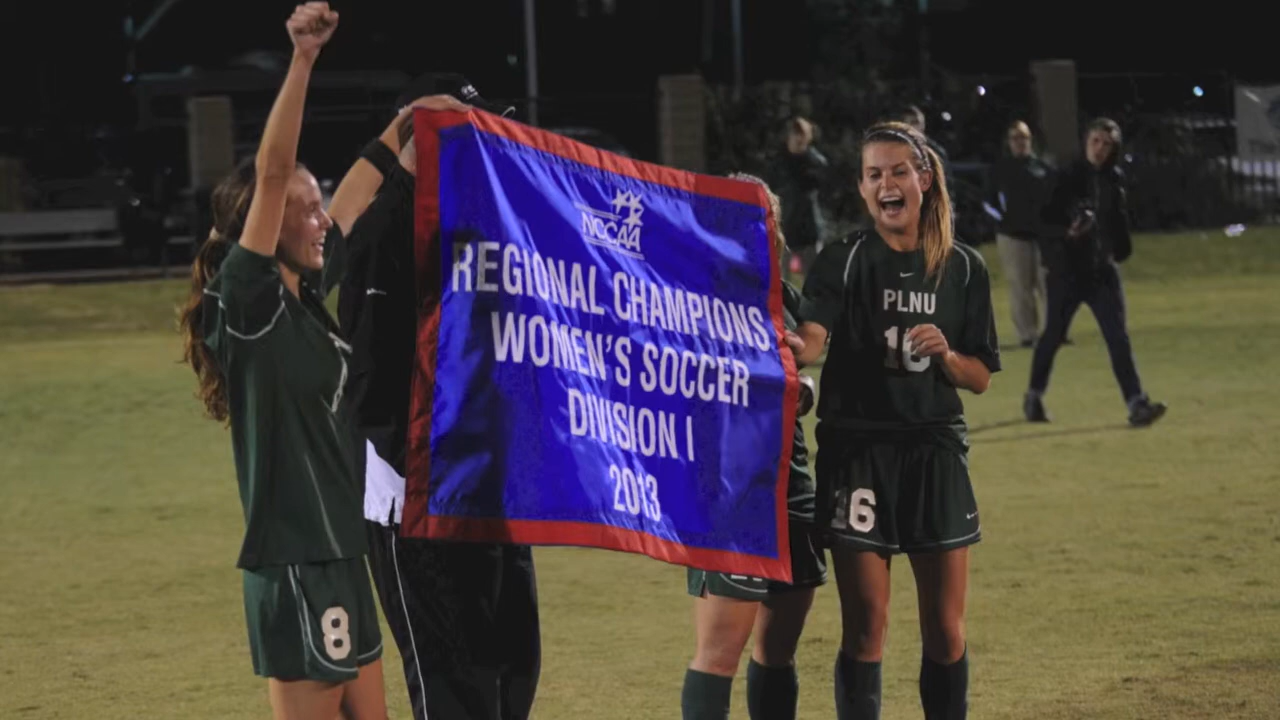 NCCAA
REGIONAL CHAMPIONS
WOMEN'S SOCCER
DIVISION I
2013
PLNU
16
16
8